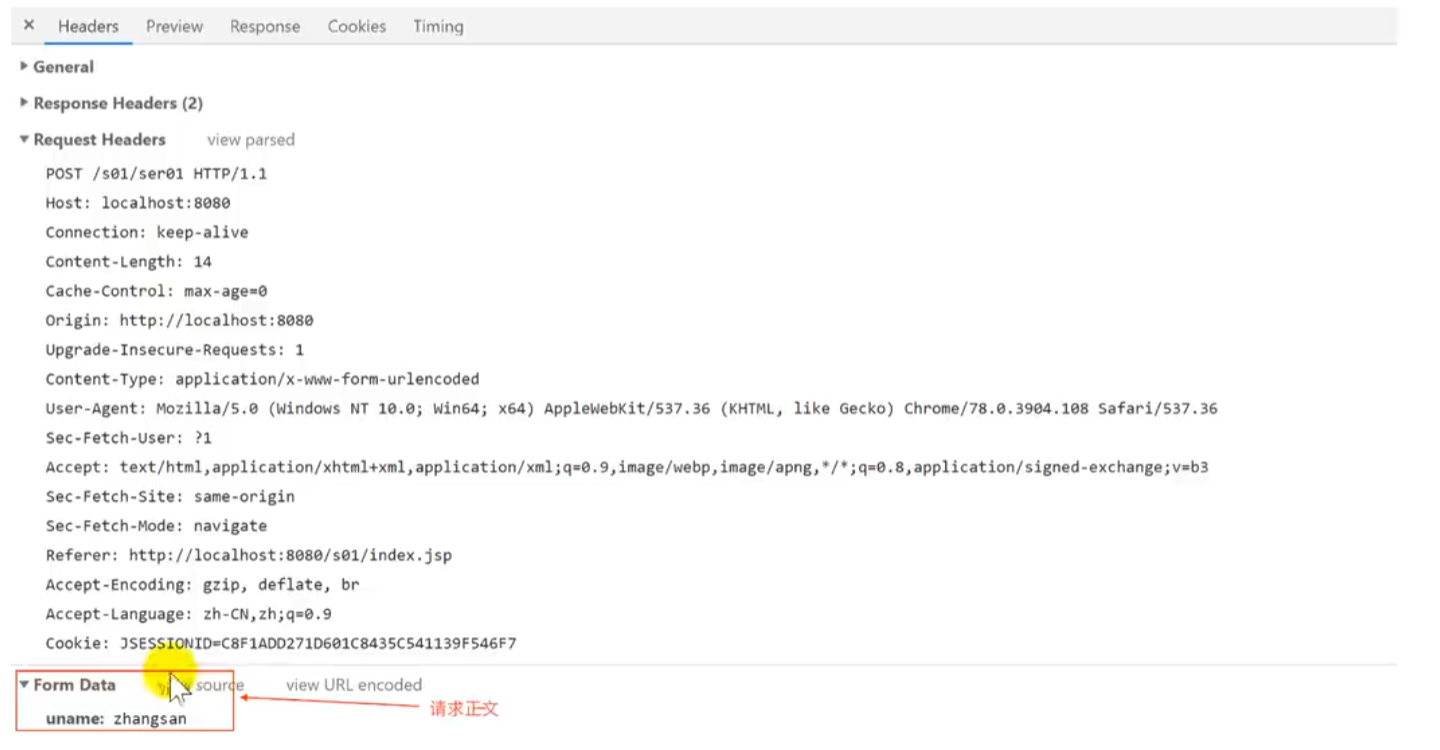 × Headers Preview Response Cookies Timing
General
Response Headers (2)
Request Headers view parsed
POST /s01/ser01 HTTP/1.1
Host: localhost:8080
Connection: keep-alive
Content-Length: 14
Cache-Control: max-age=0
Origin: http://localhost:8080
Upgrade-Insecure-Requests: 1
Content-Type: application/x-www-form-urlencoded
User-Agent: Mozilla/5.0 (Windows NT 10.0; Win64; x64) AppleWebKit/537.36 (KHTML, like Gecko) Chrome/78.0.3904.108 Safari/537.36
Sec-Fetch-User: ?1
Accept: text/html,application/xhtml+xml,application/xml;q=0.9,image/webp,image/apng,*/*;q=0.8,application/signed-exchange;v=b3
Sec-Fetch-Site: same-origin
Sec-Fetch-Mode: navigate
Referer: http://localhost:8080/s01/index.jsp
Accept-Encoding: gzip, deflate, br
Accept-Language: zh-CN,zh;q=0.9
Cookie: JSESSIONID=C8F1ADD271D601C8435C541139F546F7
Form Data source view URL encoded
请求正文
uname: zhangsan